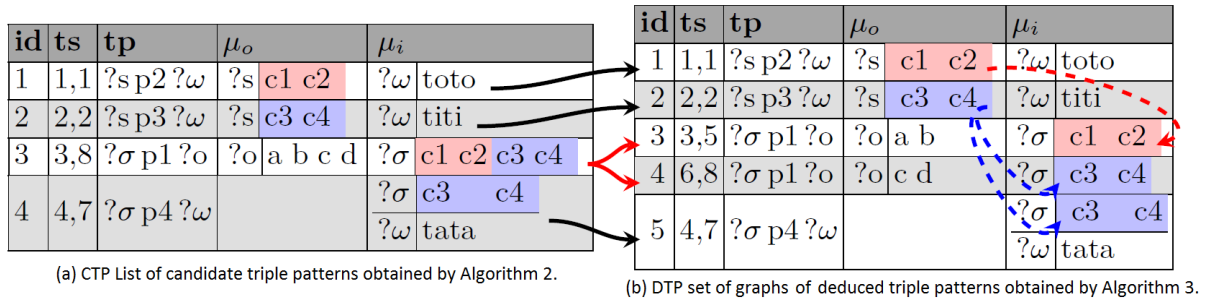 id ts tp μo μi
1 1,1 ?s p2 ?ω ?s c1 c2 ?ω toto
2 2,2 ?s p3 ?ω ?s c3 c4 ?ω titi
3 3,8 ?σ p1 ?o ?o a b c d ?σ c1 c2 c3 c4
4 4,7 ?σ p4 ?ω ?σ c3 c4
?ω tata
(a) CTP List of candidate triple patterns obtained by Algorithm 2.
id ts tp μo μi
1 1,1 ?s p2 ?ω ?s c1 c2 ?ω toto
2 2,2 ?s p3 ?ω ?s c3 c4 ?ω titi
3 3,5 ?σ p1 ?o ?o a b ?σ c1 c2
4 6,8 ?σ p1 ?o ?o c d ?σ c3 c4
5 4,7 ?σ p4 ?ω ?σ c3 c4
?ω tata
(b) DTP set of graphs of deduced triple patterns obtained by Algorithm 3.